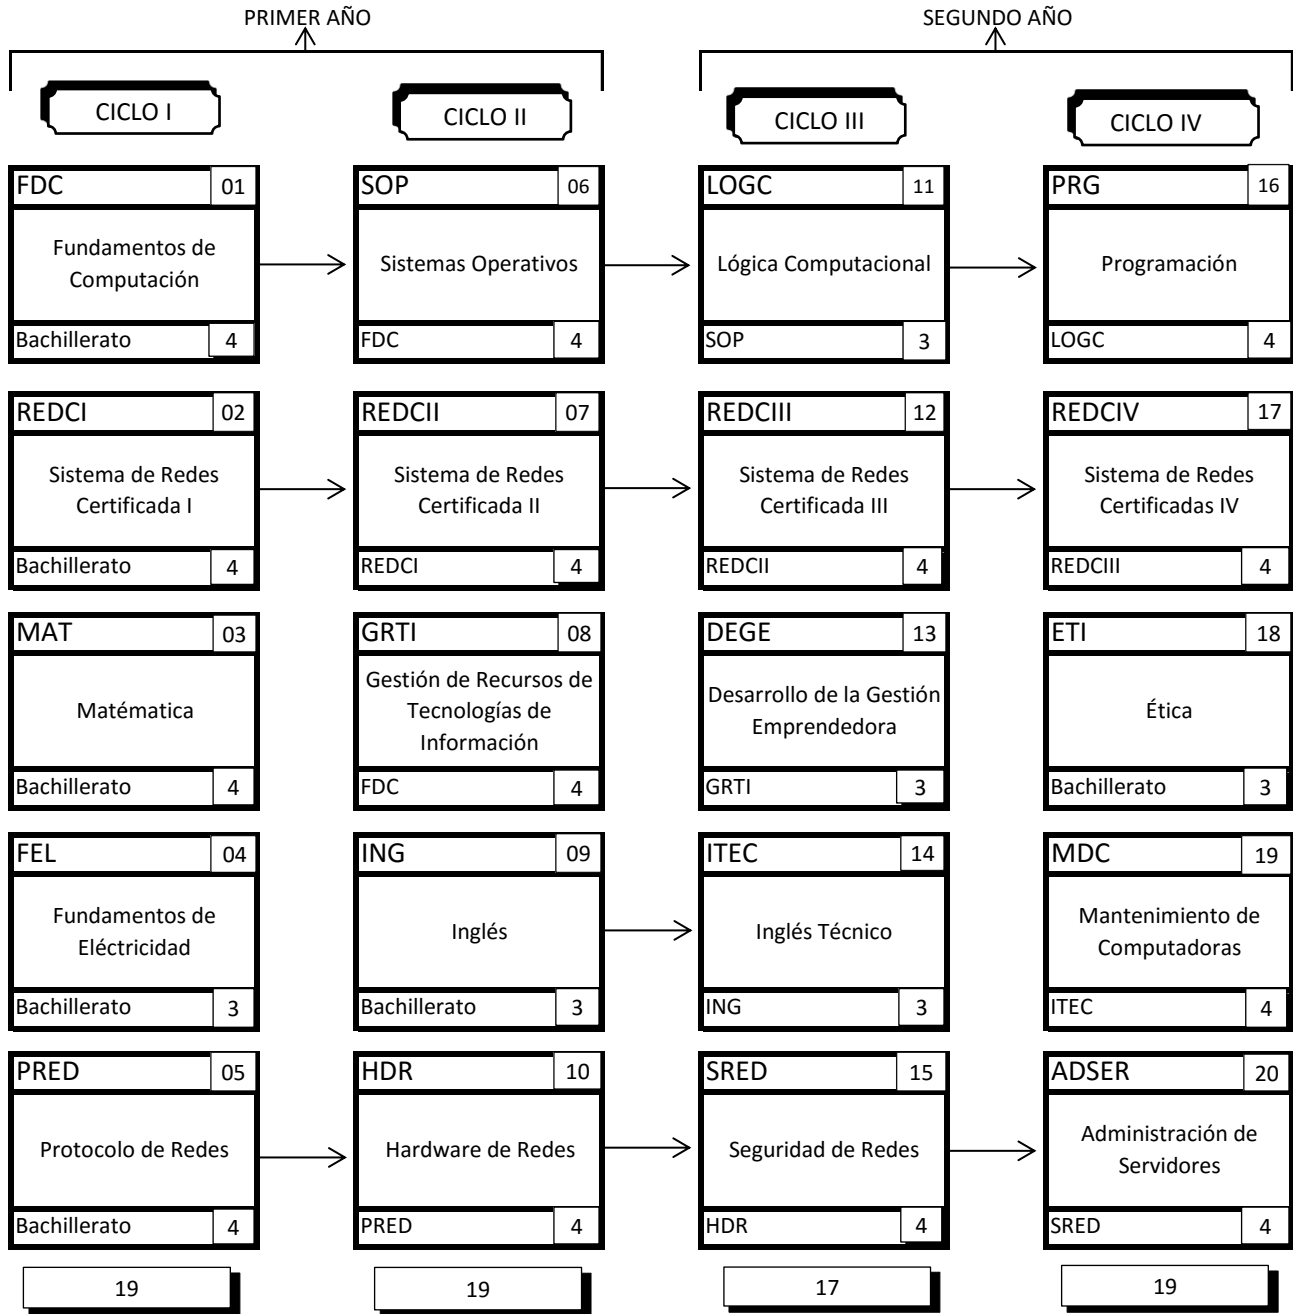 PRIMER AÑO
SEGUNDO AÑO
CICLO I
CICLO II
CICLO III
CICLO IV
FDC 01
Fundamentos de
Computación
Bachillerato 4
SOP 06
Sistemas Operativos
FDC 4
LOGC 11
Lógica Computacional
SOP 3
PRG 16
Programación
LOGC 4
REDCI 02
Sistema de Redes
Certificada I
Bachillerato 4
REDCII 07
Sistema de Redes
Certificada II
REDCI 4
REDCIII 12
Sistema de Redes
Certificada III
REDCII 4
REDCIV 17
Sistema de Redes
Certificadas IV
REDCIII 4
MAT 03
Matématica
Bachillerato 4
GRTI 08
Gestión de Recursos de
Tecnologías de
Información
FDC 4
DEGE 13
Desarrollo de la Gestión
Emprendedora
GRTI 3
ETI 18
Ética
Bachillerato 3
FEL 04
Fundamentos de
Eléctricidad
Bachillerato 3
ING 09
Inglés
Bachillerato 3
ITEC 14
Inglés Técnico
ING 3
MDC 19
Mantenimiento de
Computadoras
ITEC 4
PRED 05
Protocolo de Redes
Bachillerato 4
HDR 10
Hardware de Redes
PRED 4
SRED 15
Seguridad de Redes
HDR 4
ADSER 20
Administración de
Servidores
SRED 4
19
19
17
19